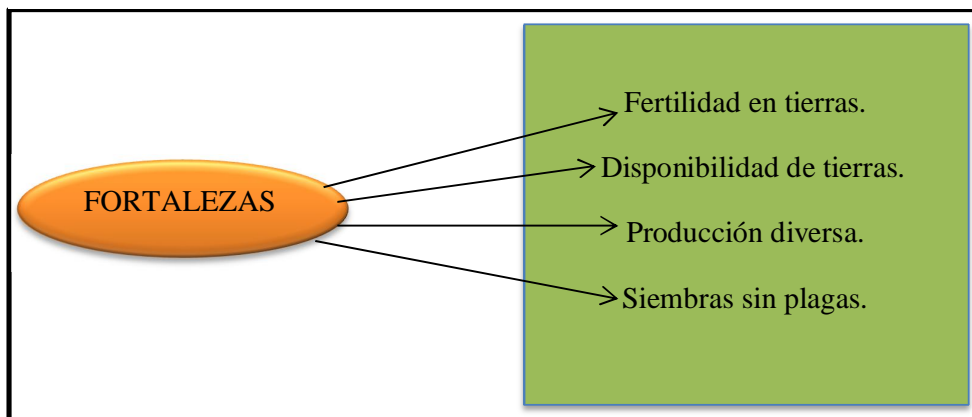 FORTALEZAS
Fertilidad en tierras.
Disponibilidad de tierras.
Producción diversa.
Siembras sin plagas.